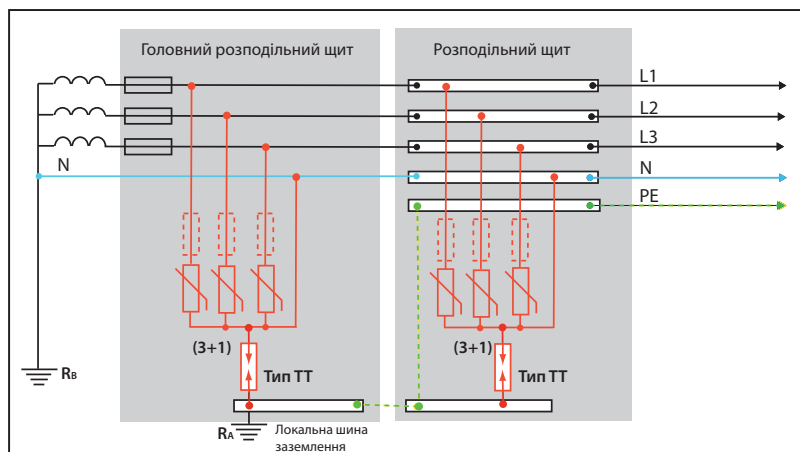 Головний розподільний щит
Розподільний щит
L1
L2
L3
N
N
PE
(3+1)
Тип ТТ
(3+1)
Тип ТТ
RB
RA
Локальна шина
заземлення